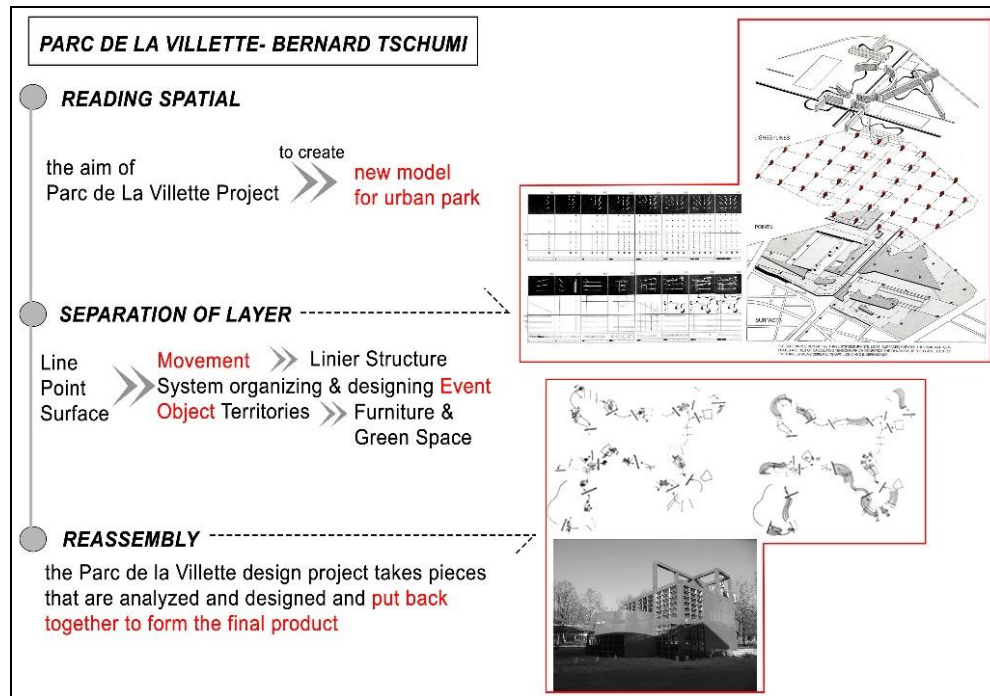 PARC DE LA VILLETTE- BERNARD TSCHUMI
READING SPATIAL
the aim of
Parc de La Villette Project
to create
new model
for urban park
SEPARATION OF LAYER
Line
Point
Surface
Movement
Linier Structure
System organizing & designing Event
Object Territories
Furniture &
Green Space
REASSEMBLY
the Parc de la Villette design project takes pieces
that are analyzed and designed and put back
together to form the final product
LIGNES/LINES
POINTS
SURFACES